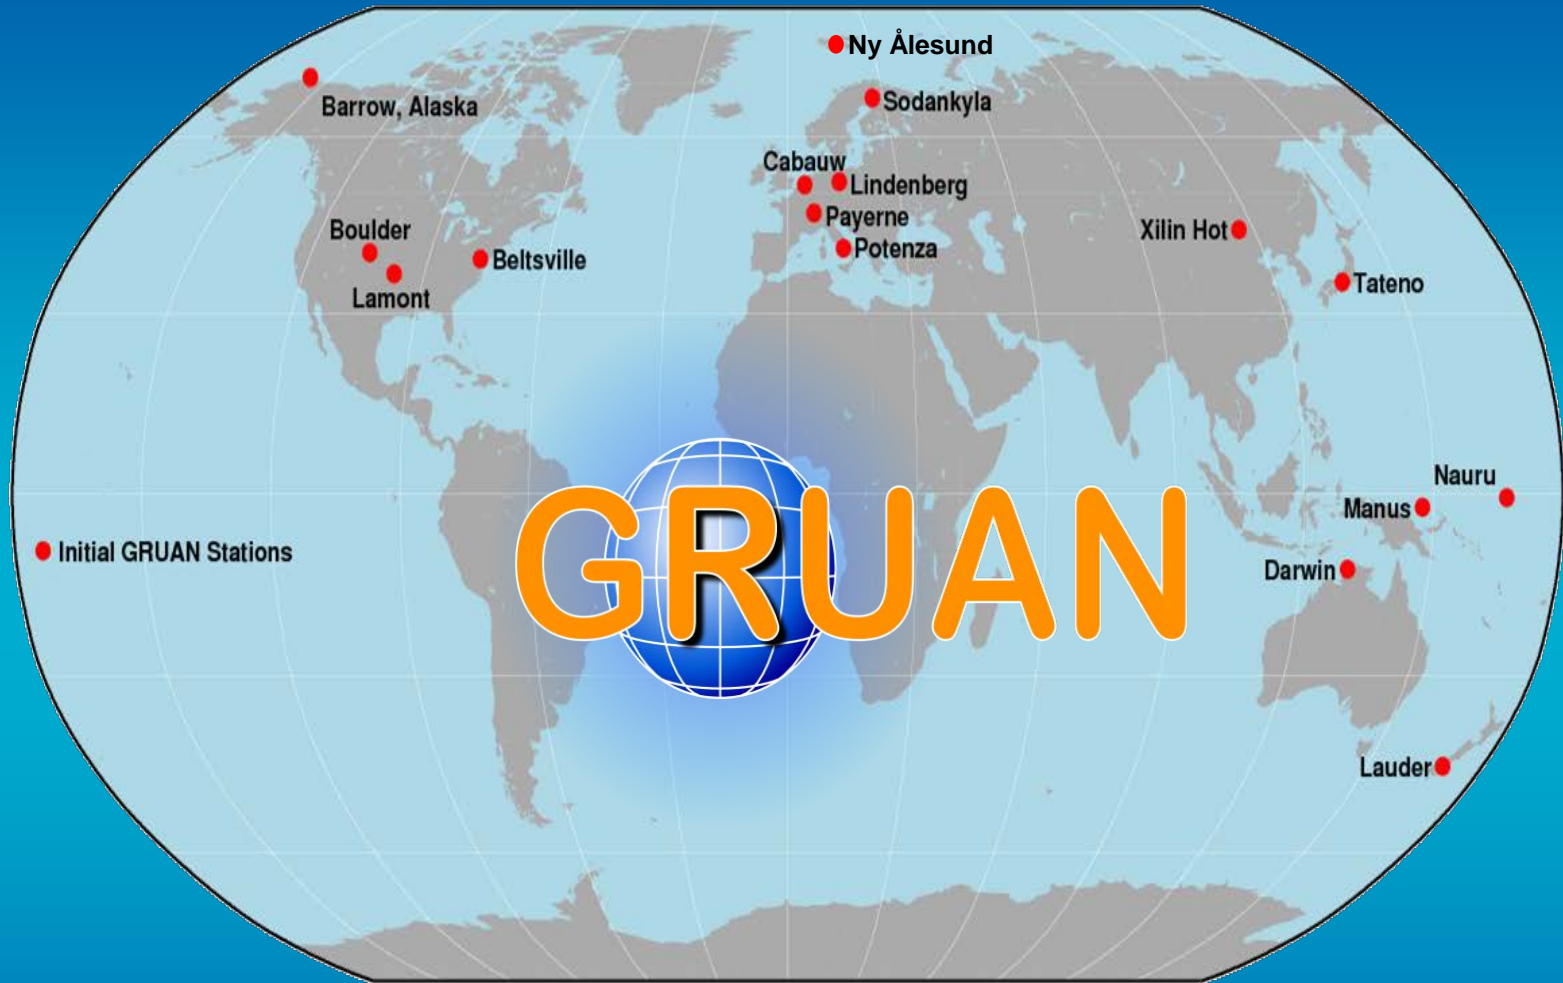 Ny Ålesund
Barrow, Alaska
Sodankyla
Cabauw
Lindenberg
Payerne
Potenza
Boulder
Beltsville
Lamont
Xilin Hot
Tateno
Nauru
Manus
Initial GRUAN Stations
GRUAN
Darwin
Lauder